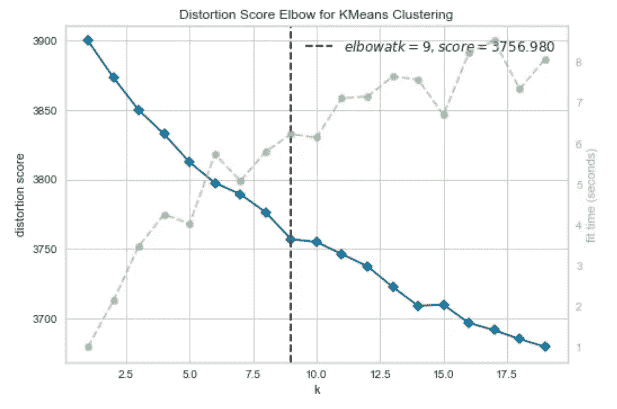 Distortion Score Elbow for KMeans Clustering
elbowatk = 9, score = 3756.980
3900
3850
3800
3750
3700
distortion score
8
7
6
5
4
3
2
1
fit time (seconds)
2.5 5.0 7.5 10.0 12.5 15.0 17.5
k